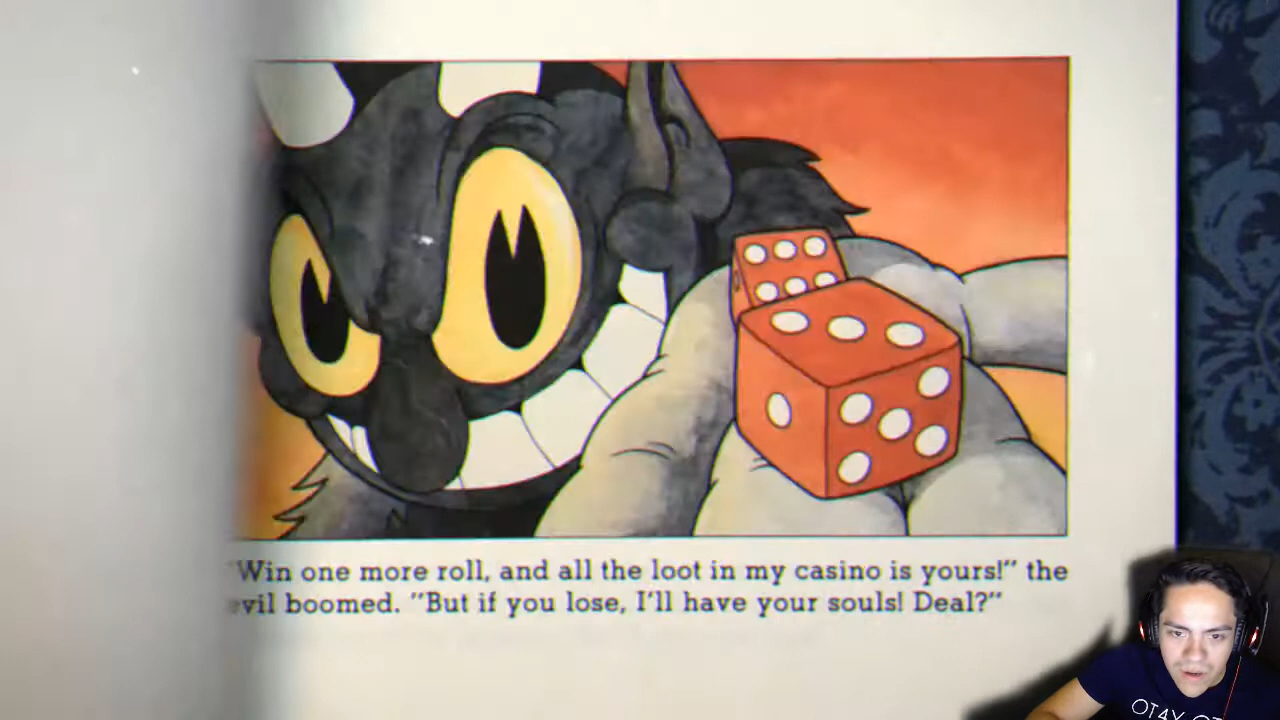 "Win one more roll, and all the loot in my casino is yours!" the
evil boomed. "But if you lose, I'll have your souls! Deal?"